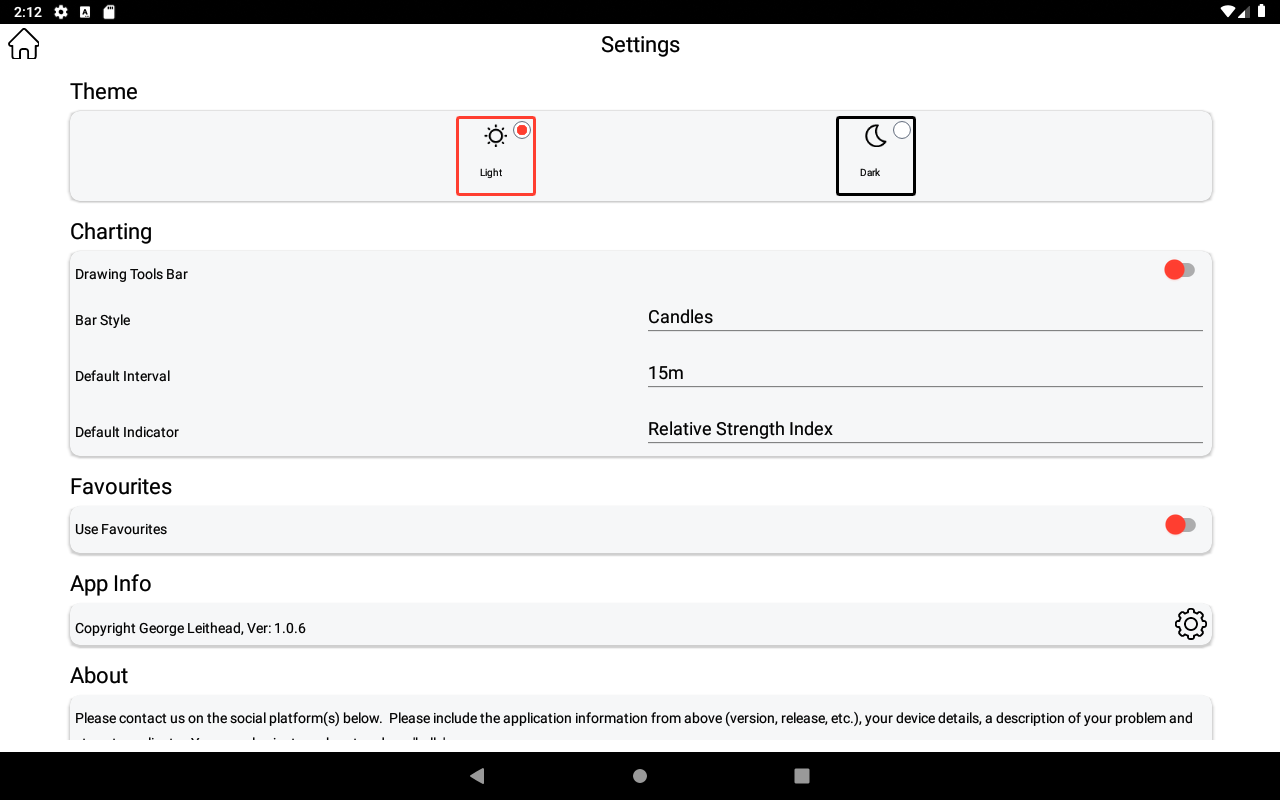 2:12
Settings
Theme
Light
Dark
Charting
Drawing Tools Bar
Bar Style
Candles
Default Interval
15m
Default Indicator
Relative Strength Index
Favourites
Use Favourites
App Info
Copyright George Leithead, Ver: 1.0.6
About
Please contact us on the social platform(s) below.  Please include the application information from above (version, release, etc.), your device details, a description of your problem and